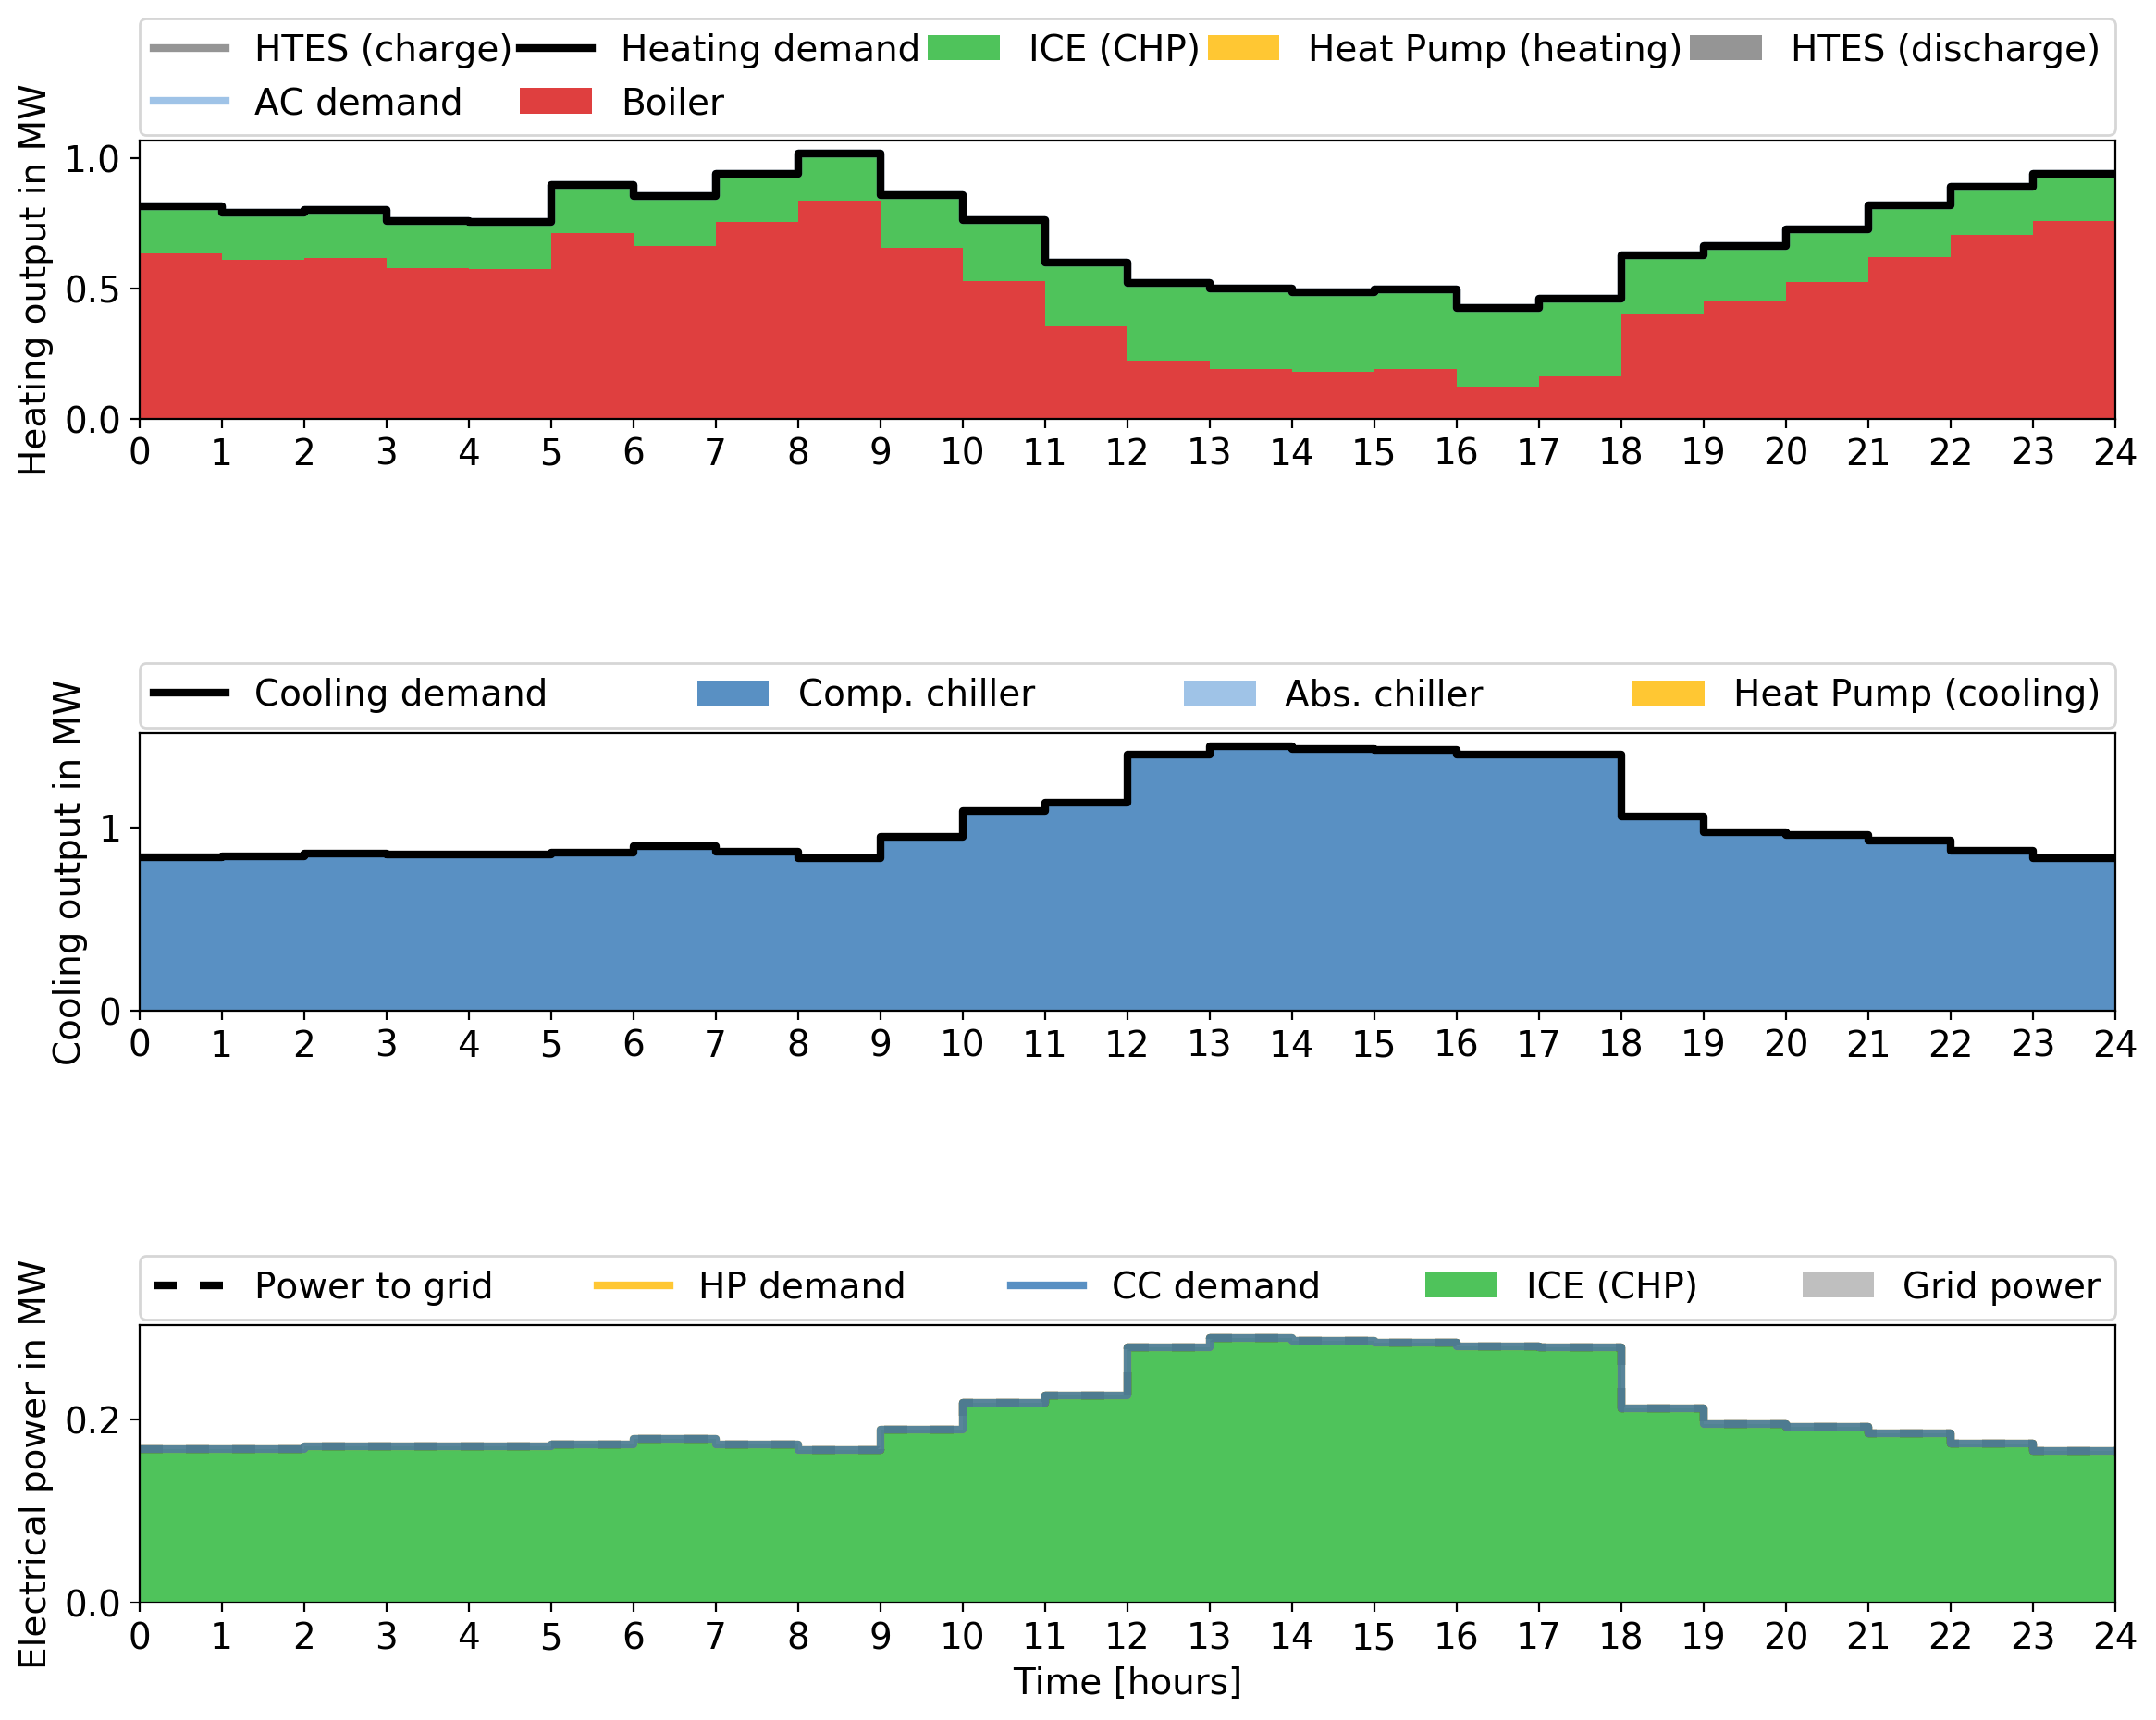 HTES (charge) Heating demand ICE (CHP) Heat Pump (heating) HTES (discharge)
AC demand Boiler
Heating output in MW
1.0
0.5
0.0
0 1 2 3 4 5 6 7 8 9 10 11 12 13 14 15 16 17 18 19 20 21 22 23 24
Cooling demand Comp. chiller Abs. chiller Heat Pump (cooling)
Cooling output in MW
1
0
0 1 2 3 4 5 6 7 8 9 10 11 12 13 14 15 16 17 18 19 20 21 22 23 24
Power to grid HP demand CC demand ICE (CHP) Grid power
Electrical power in MW
0.2
0.0
0 1 2 3 4 5 6 7 8 9 10 11 12 13 14 15 16 17 18 19 20 21 22 23 24
Time [hours]